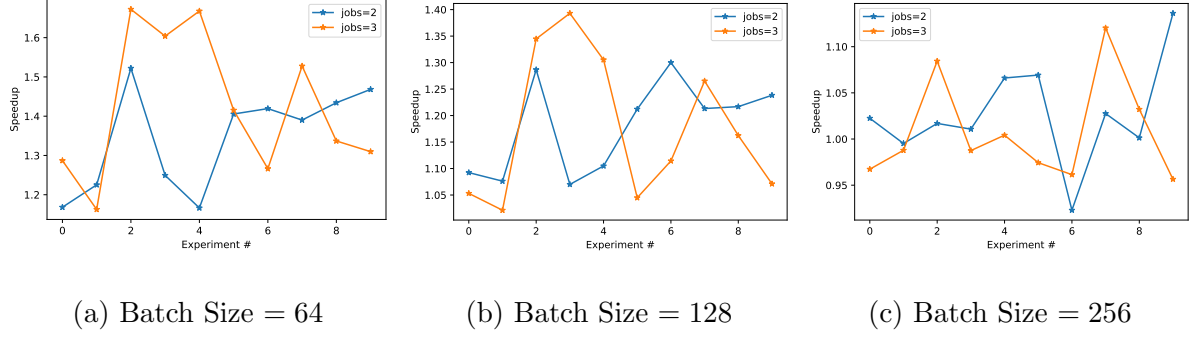 1.6
1.5
1.4
1.3
1.2
0 2 4 6 8
Speedup
Experiment #
jobs=2
jobs=3
(a) Batch Size = 64
1.40
1.35
1.30
1.25
1.20
1.15
1.10
1.05
0 2 4 6 8
Speedup
Experiment #
jobs=2
jobs=3
(b) Batch Size = 128
1.10
1.05
1.00
0.95
0 2 4 6 8
Speedup
Experiment #
jobs=2
jobs=3
(c) Batch Size = 256